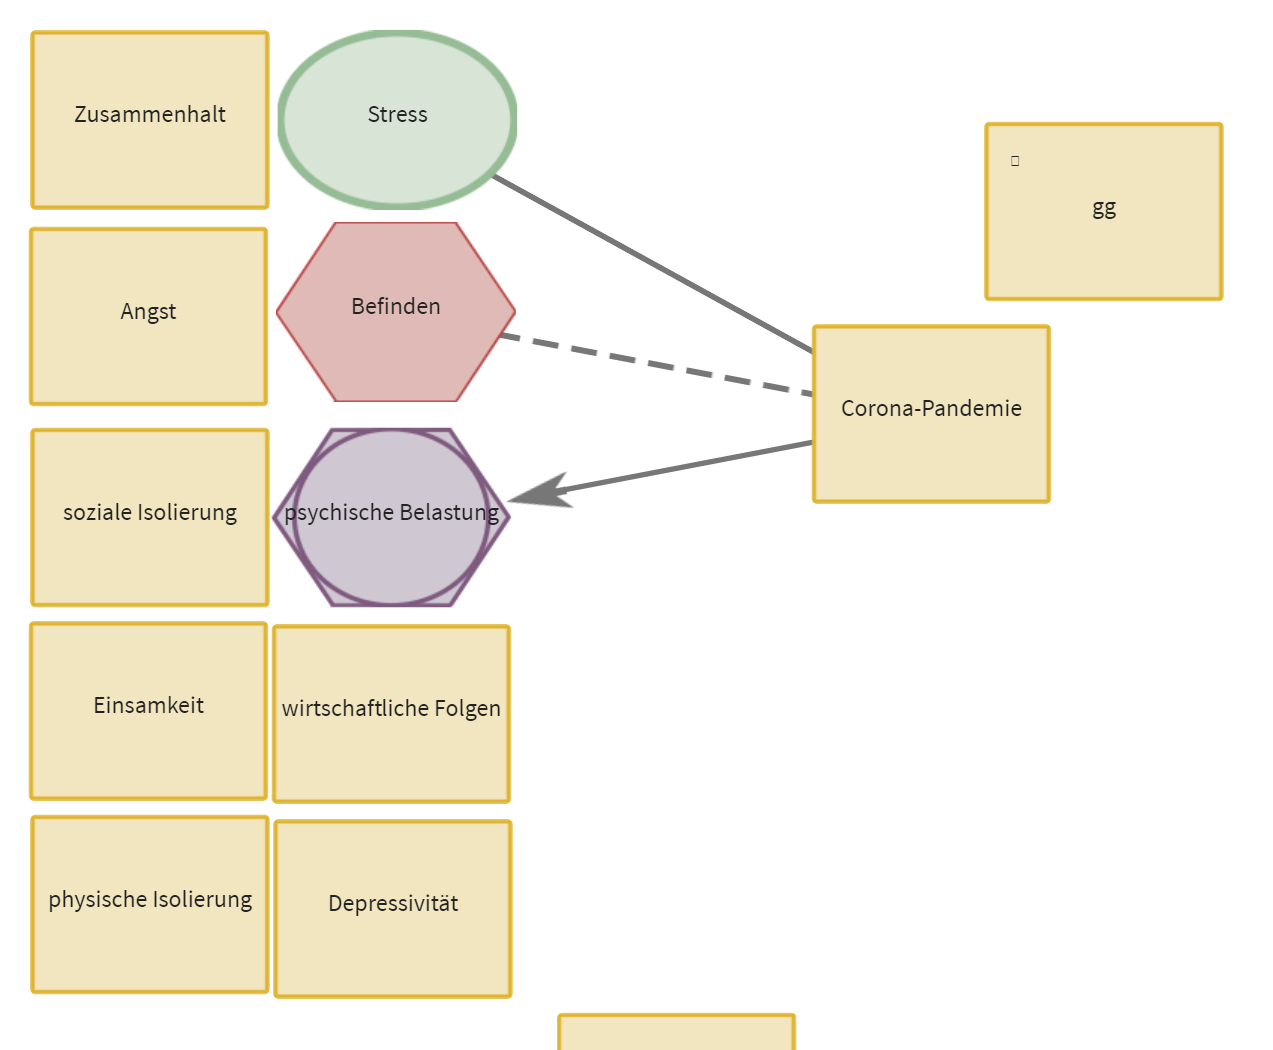 Zusammenhalt
Stress
gg
Angst
Befinden
Corona-Pandemie
soziale Isolierung
psychische Belastung
Einsamkeit
wirtschaftliche Folgen
physische Isolierung
Depressivität